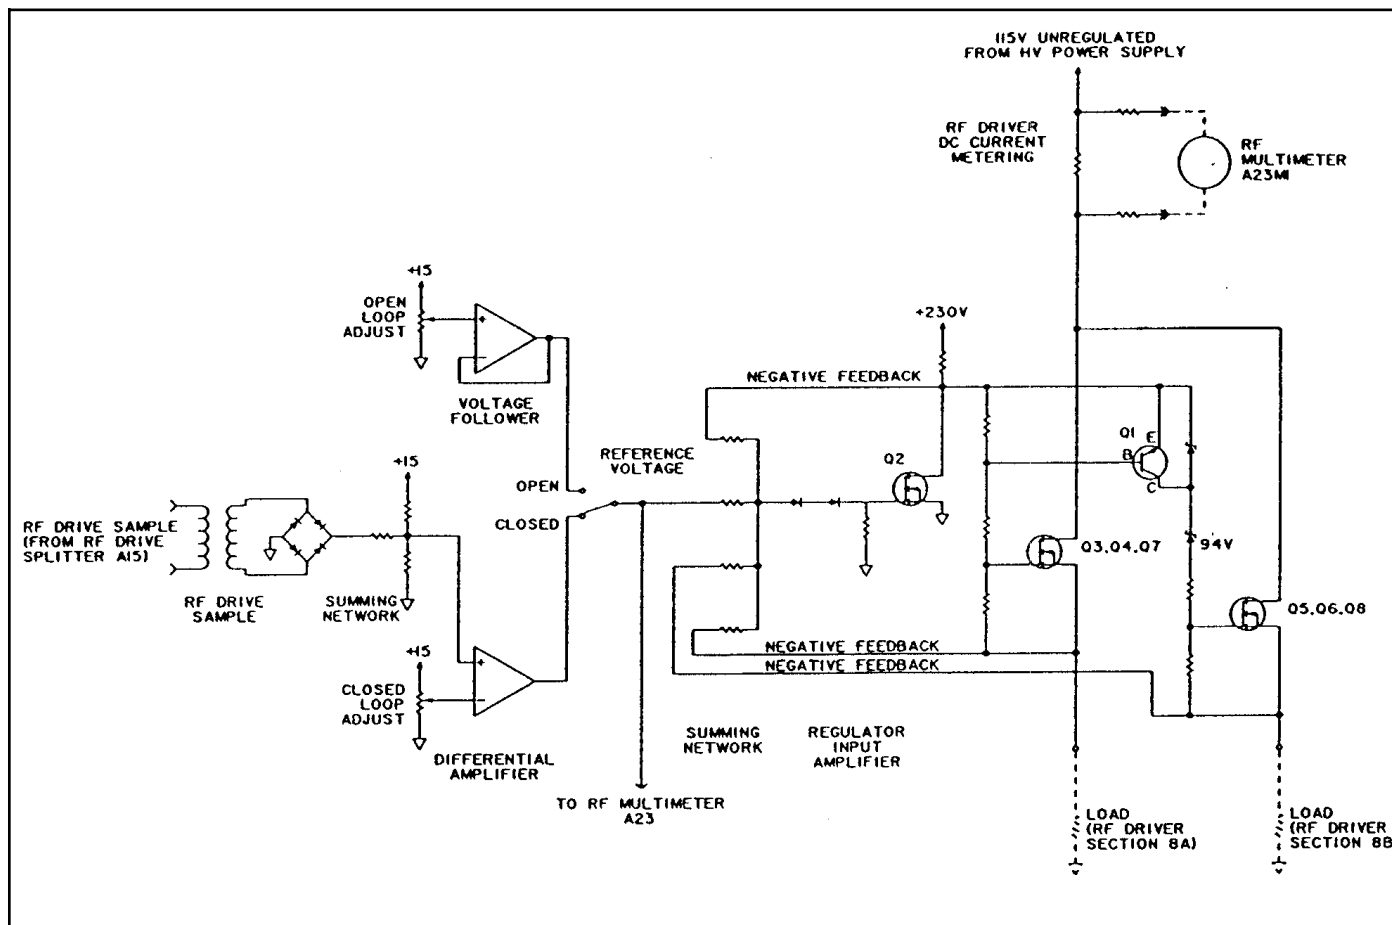 115V UNREGULATED
FROM HV POWER SUPPLY
RF DRIVER
DC CURRENT
METERING
RF
MULTIMETER
A23M1
+15
OPEN
LOOP
ADJUST
+
-
VOLTAGE
FOLLOWER
+230V
NEGATIVE FEEDBACK
REFERENCE
VOLTAGE
OPEN
CLOSED
Q2
Q1
E
B
C
94V
Q3,Q4,Q7
Q5,Q6,Q8
RF DRIVE SAMPLE
(FROM RF DRIVE
SPLITTER A15)
RF DRIVE
SAMPLE
+15
SUMMING
NETWORK
+15
CLOSED
LOOP
ADJUST
+
-
DIFFERENTIAL
AMPLIFIER
NEGATIVE FEEDBACK
NEGATIVE FEEDBACK
SUMMING
NETWORK
REGULATOR
INPUT
AMPLIFIER
TO RF MULTIMETER
A23
LOAD
(RF DRIVER
SECTION 8A)
LOAD
(RF DRIVER
SECTION 8B